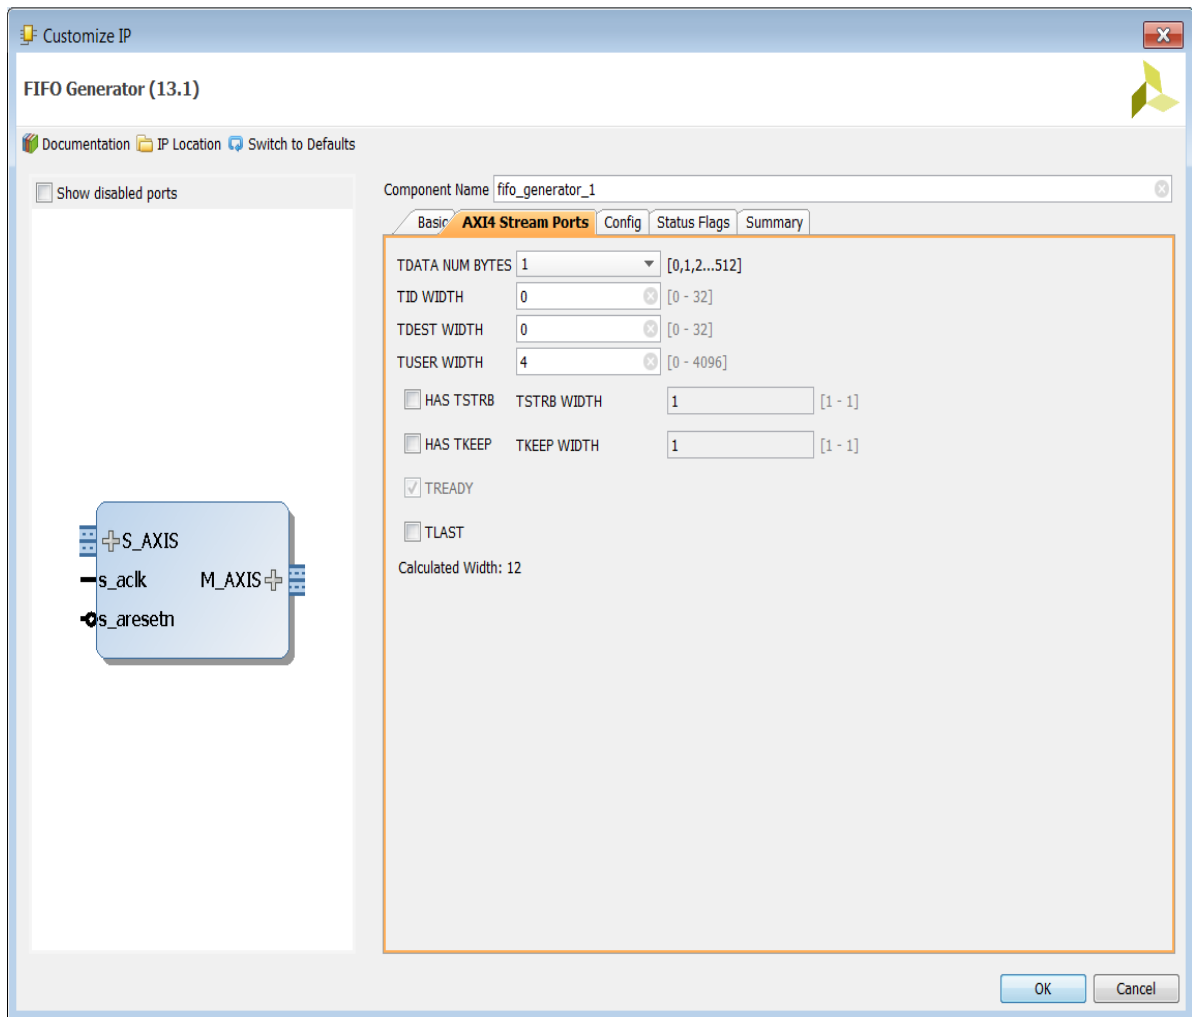 Customize IP
FIFO Generator (13.1)
Documentation IP Location Switch to Defaults
Show disabled ports
S_AXIS
s_aclk M_AXIS
s_aresetn
Component Name fifo_generator_1
Basic AXI4 Stream Ports Config Status Flags Summary
TDATA NUM BYTES 1 [0,1,2...512]
TID WIDTH 0 [0 - 32]
TDEST WIDTH 0 [0 - 32]
TUSER WIDTH 4 [0 - 4096]
HAS TSTRB TSTRB WIDTH 1 [1 - 1]
HAS TKEEP TKEEP WIDTH 1 [1 - 1]
TREADY
TLAST
Calculated Width: 12
OK Cancel